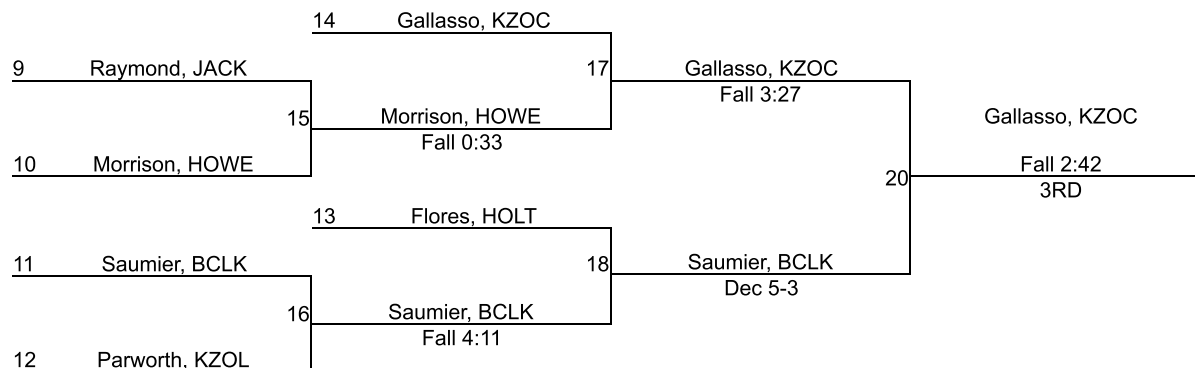 14 Gallasso, KZOC
9 Raymond, JACK
17 Gallasso, KZOC
Fall 3:27
15 Morrison, HOWE
Fall 0:33
Gallasso, KZOC
10 Morrison, HOWE
Fall 2:42
20
3RD
13 Flores, HOLT
11 Saumier, BCLK
18 Saumier, BCLK
Dec 5-3
16 Saumier, BCLK
Fall 4:11
12 Parworth, KZOL